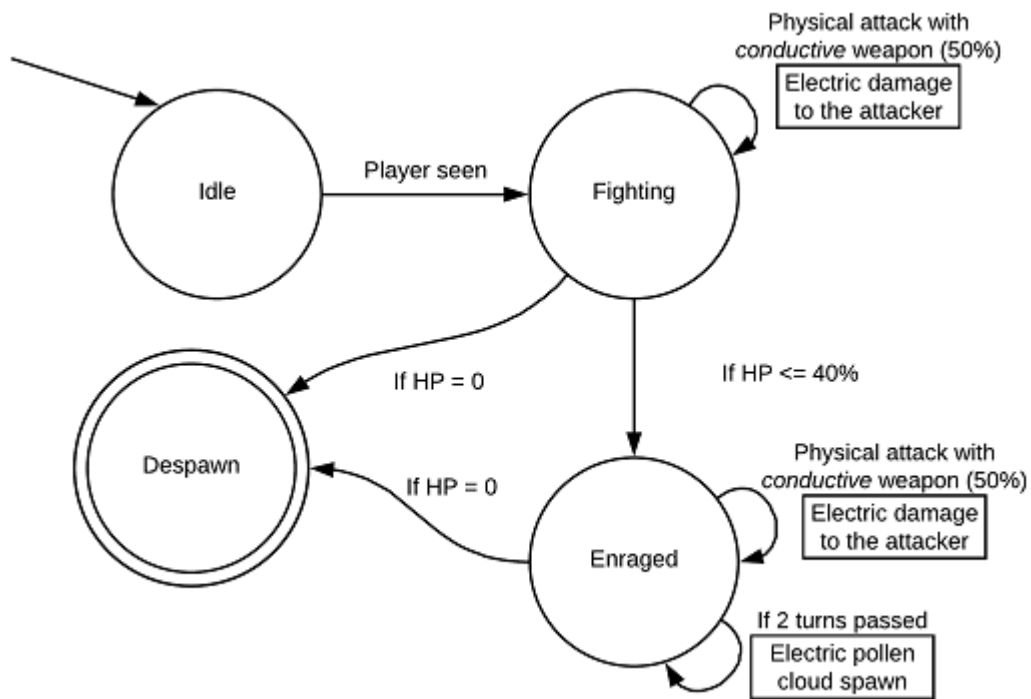 Physical attack with
conductive weapon (50%)
Electric damage
to the attacker
Idle
Player seen
Fighting
If HP = 0
If HP <= 40%
Despawn
If HP = 0
Physical attack with
conductive weapon (50%)
Electric damage
to the attacker
Enraged
If 2 turns passed
Electric pollen
cloud spawn